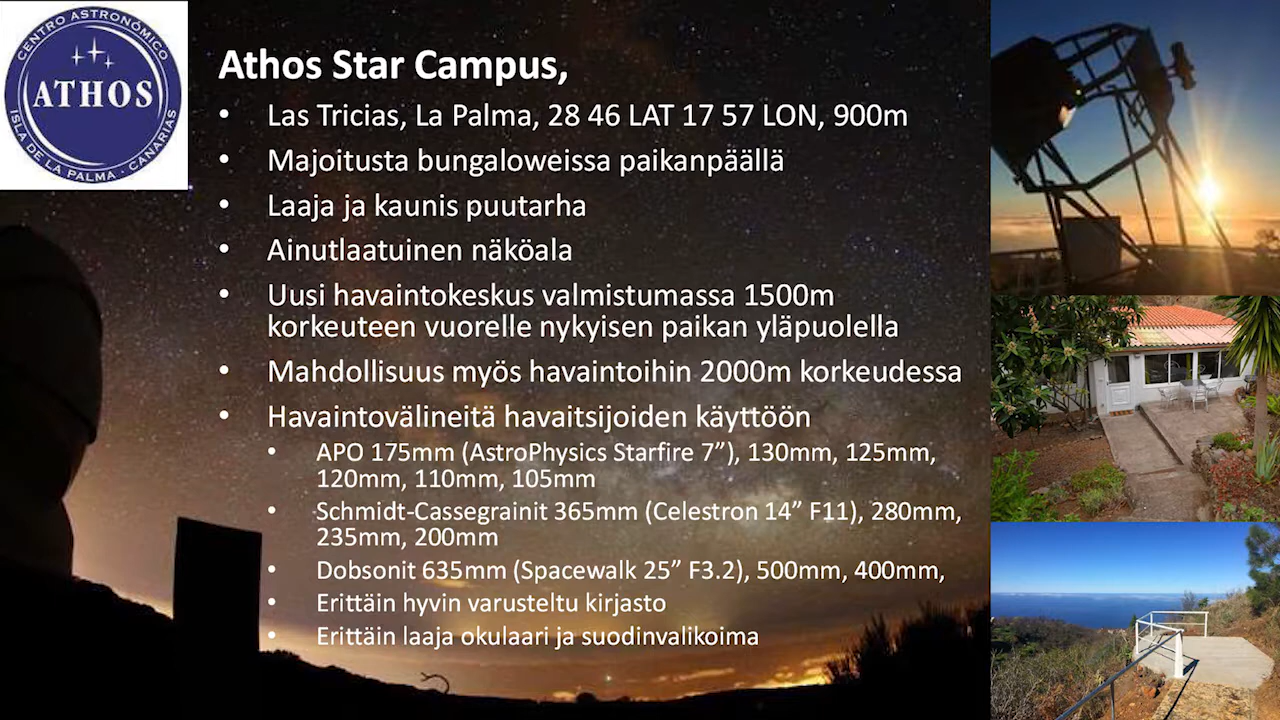 CENTRO ASTRONÓMICO
ATHOS
ISLA DE LA PALMA · CANARIAS
Athos Star Campus,
• Las Tricias, La Palma, 28 46 LAT 17 57 LON, 900m
• Majoitusta bungaloweissa paikanpäällä
• Laaja ja kaunis puutarha
• Ainutlaatuinen näköala
• Uusi havaintokeskus valmistumassa 1500m
korkeuteen vuorelle nykyisen paikan yläpuolella
• Mahdollisuus myös havaintoihin 2000m korkeudessa
• Havaintovälineitä havaitsijoiden käyttöön
• APO 175mm (AstroPhysics Starfire 7”), 130mm, 125mm,
120mm, 110mm, 105mm
• Schmidt-Cassegrainit 365mm (Celestron 14” F11), 280mm,
235mm, 200mm
• Dobsonit 635mm (Spacewalk 25” F3.2), 500mm, 400mm,
• Erittäin hyvin varusteltu kirjasto
• Erittäin laaja okulaari ja suodinvalikoima